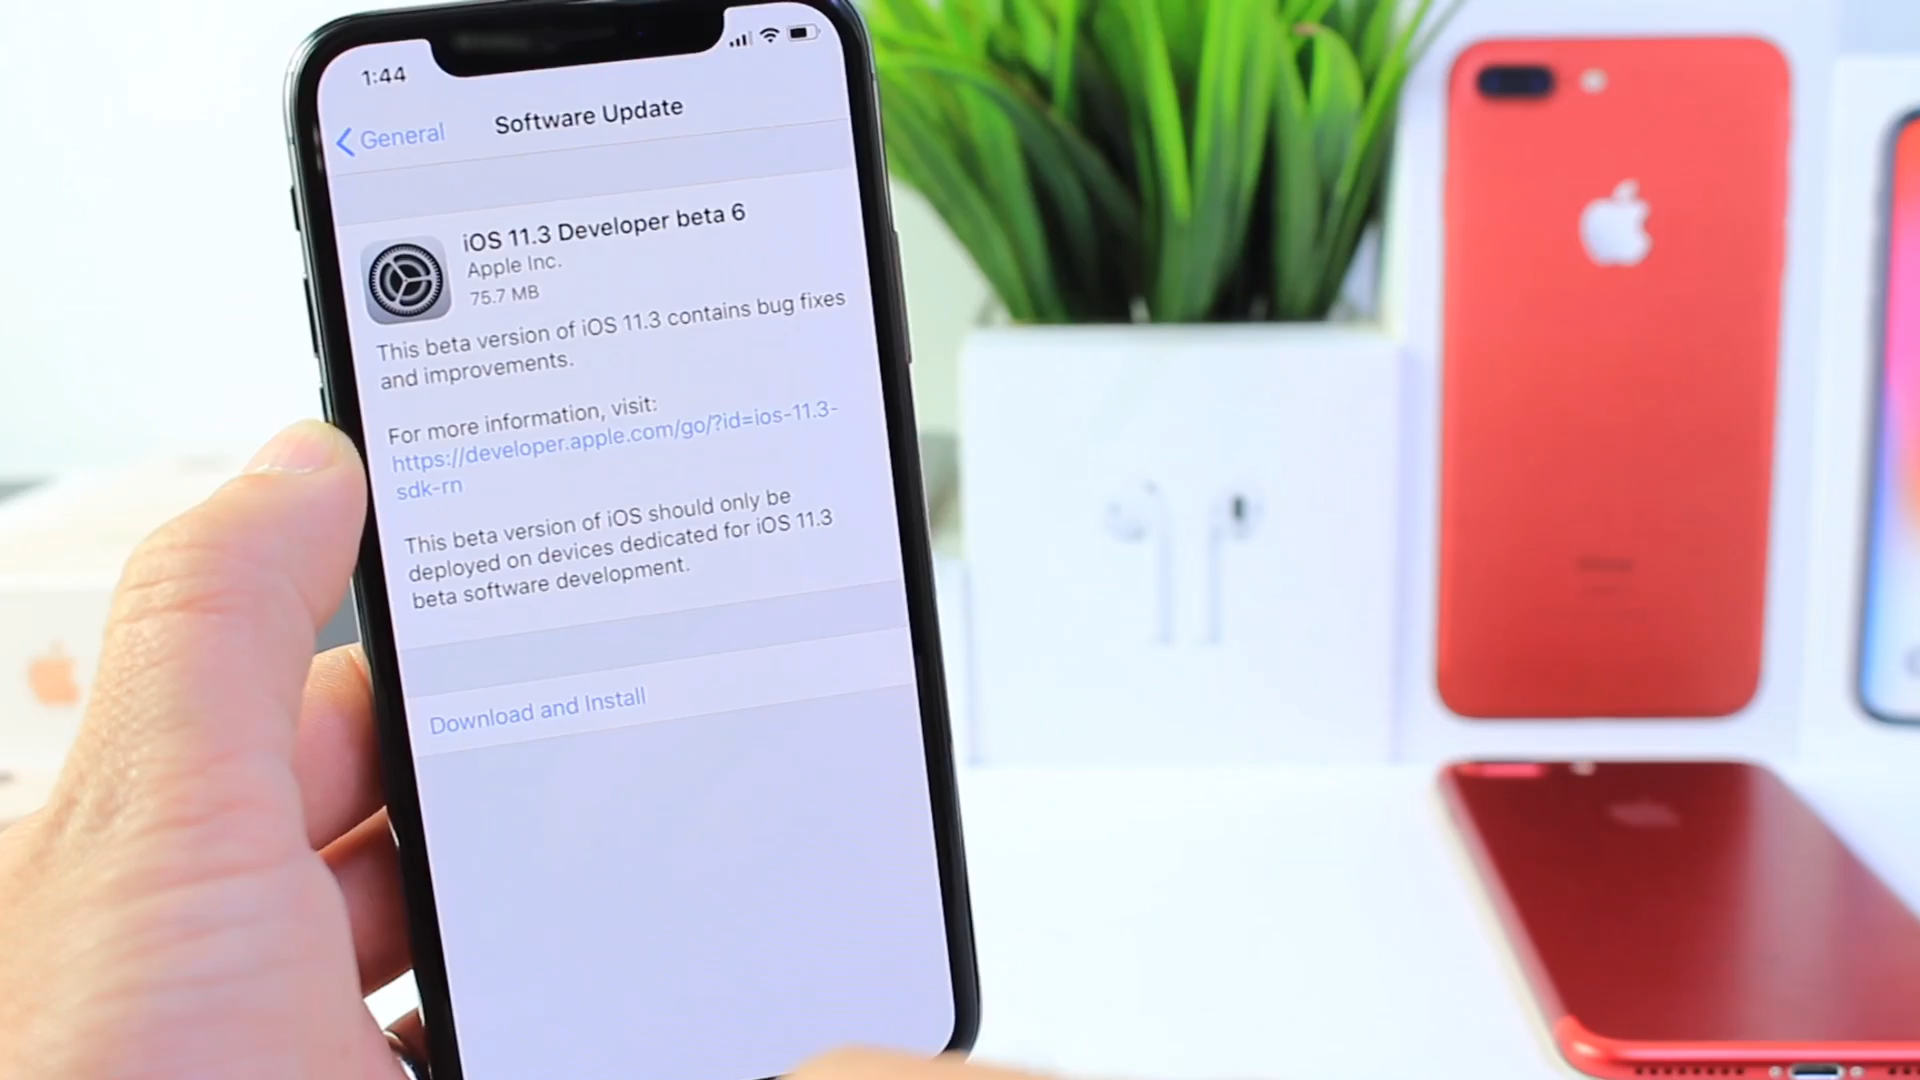 1:44
General
Software Update
iOS 11.3 Developer beta 6
Apple Inc.
75.7 MB
This beta version of iOS 11.3 contains bug fixes
and improvements.
For more information, visit:
https://developer.apple.com/go/?id=ios-11.3-
sdk-rn
This beta version of iOS should only be
deployed on devices dedicated for iOS 11.3
beta software development.
Download and Install